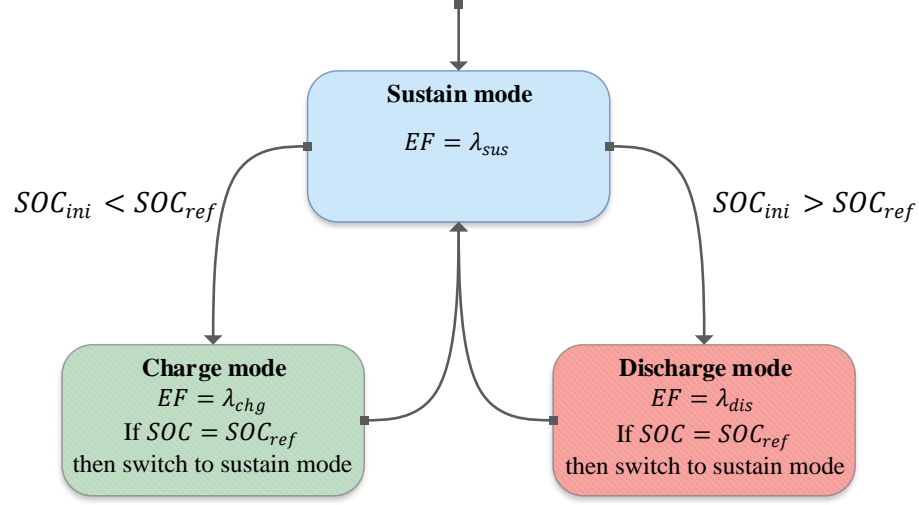 Sustain mode
EF = λ_sus
SOC_ini < SOC_ref
SOC_ini > SOC_ref
Charge mode
EF = λ_chg
If SOC = SOC_ref
then switch to sustain mode
Discharge mode
EF = λ_dis
If SOC = SOC_ref
then switch to sustain mode